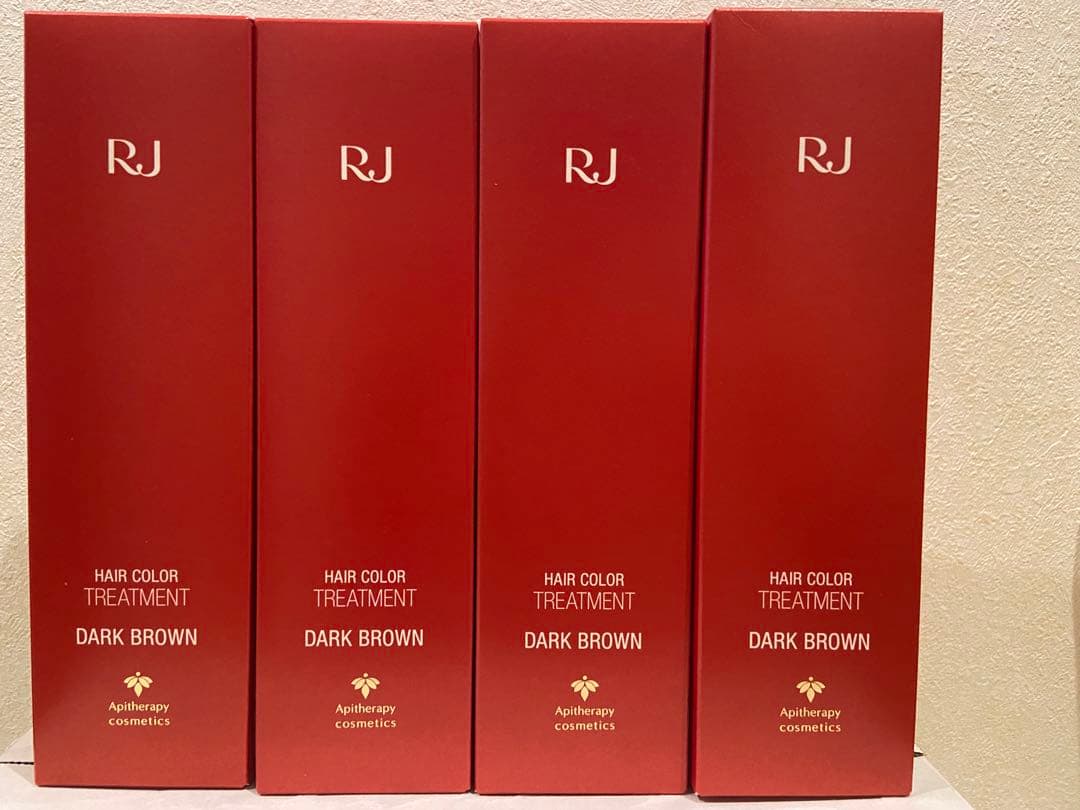 RJ
HAIR COLOR
TREATMENT
DARK BROWN
Apitherapy
cosmetics
RJ
HAIR COLOR
TREATMENT
DARK BROWN
Apitherapy
cosmetics
RJ
HAIR COLOR
TREATMENT
DARK BROWN
Apitherapy
cosmetics
RJ
HAIR COLOR
TREATMENT
DARK BROWN
Apitherapy
cosmetics